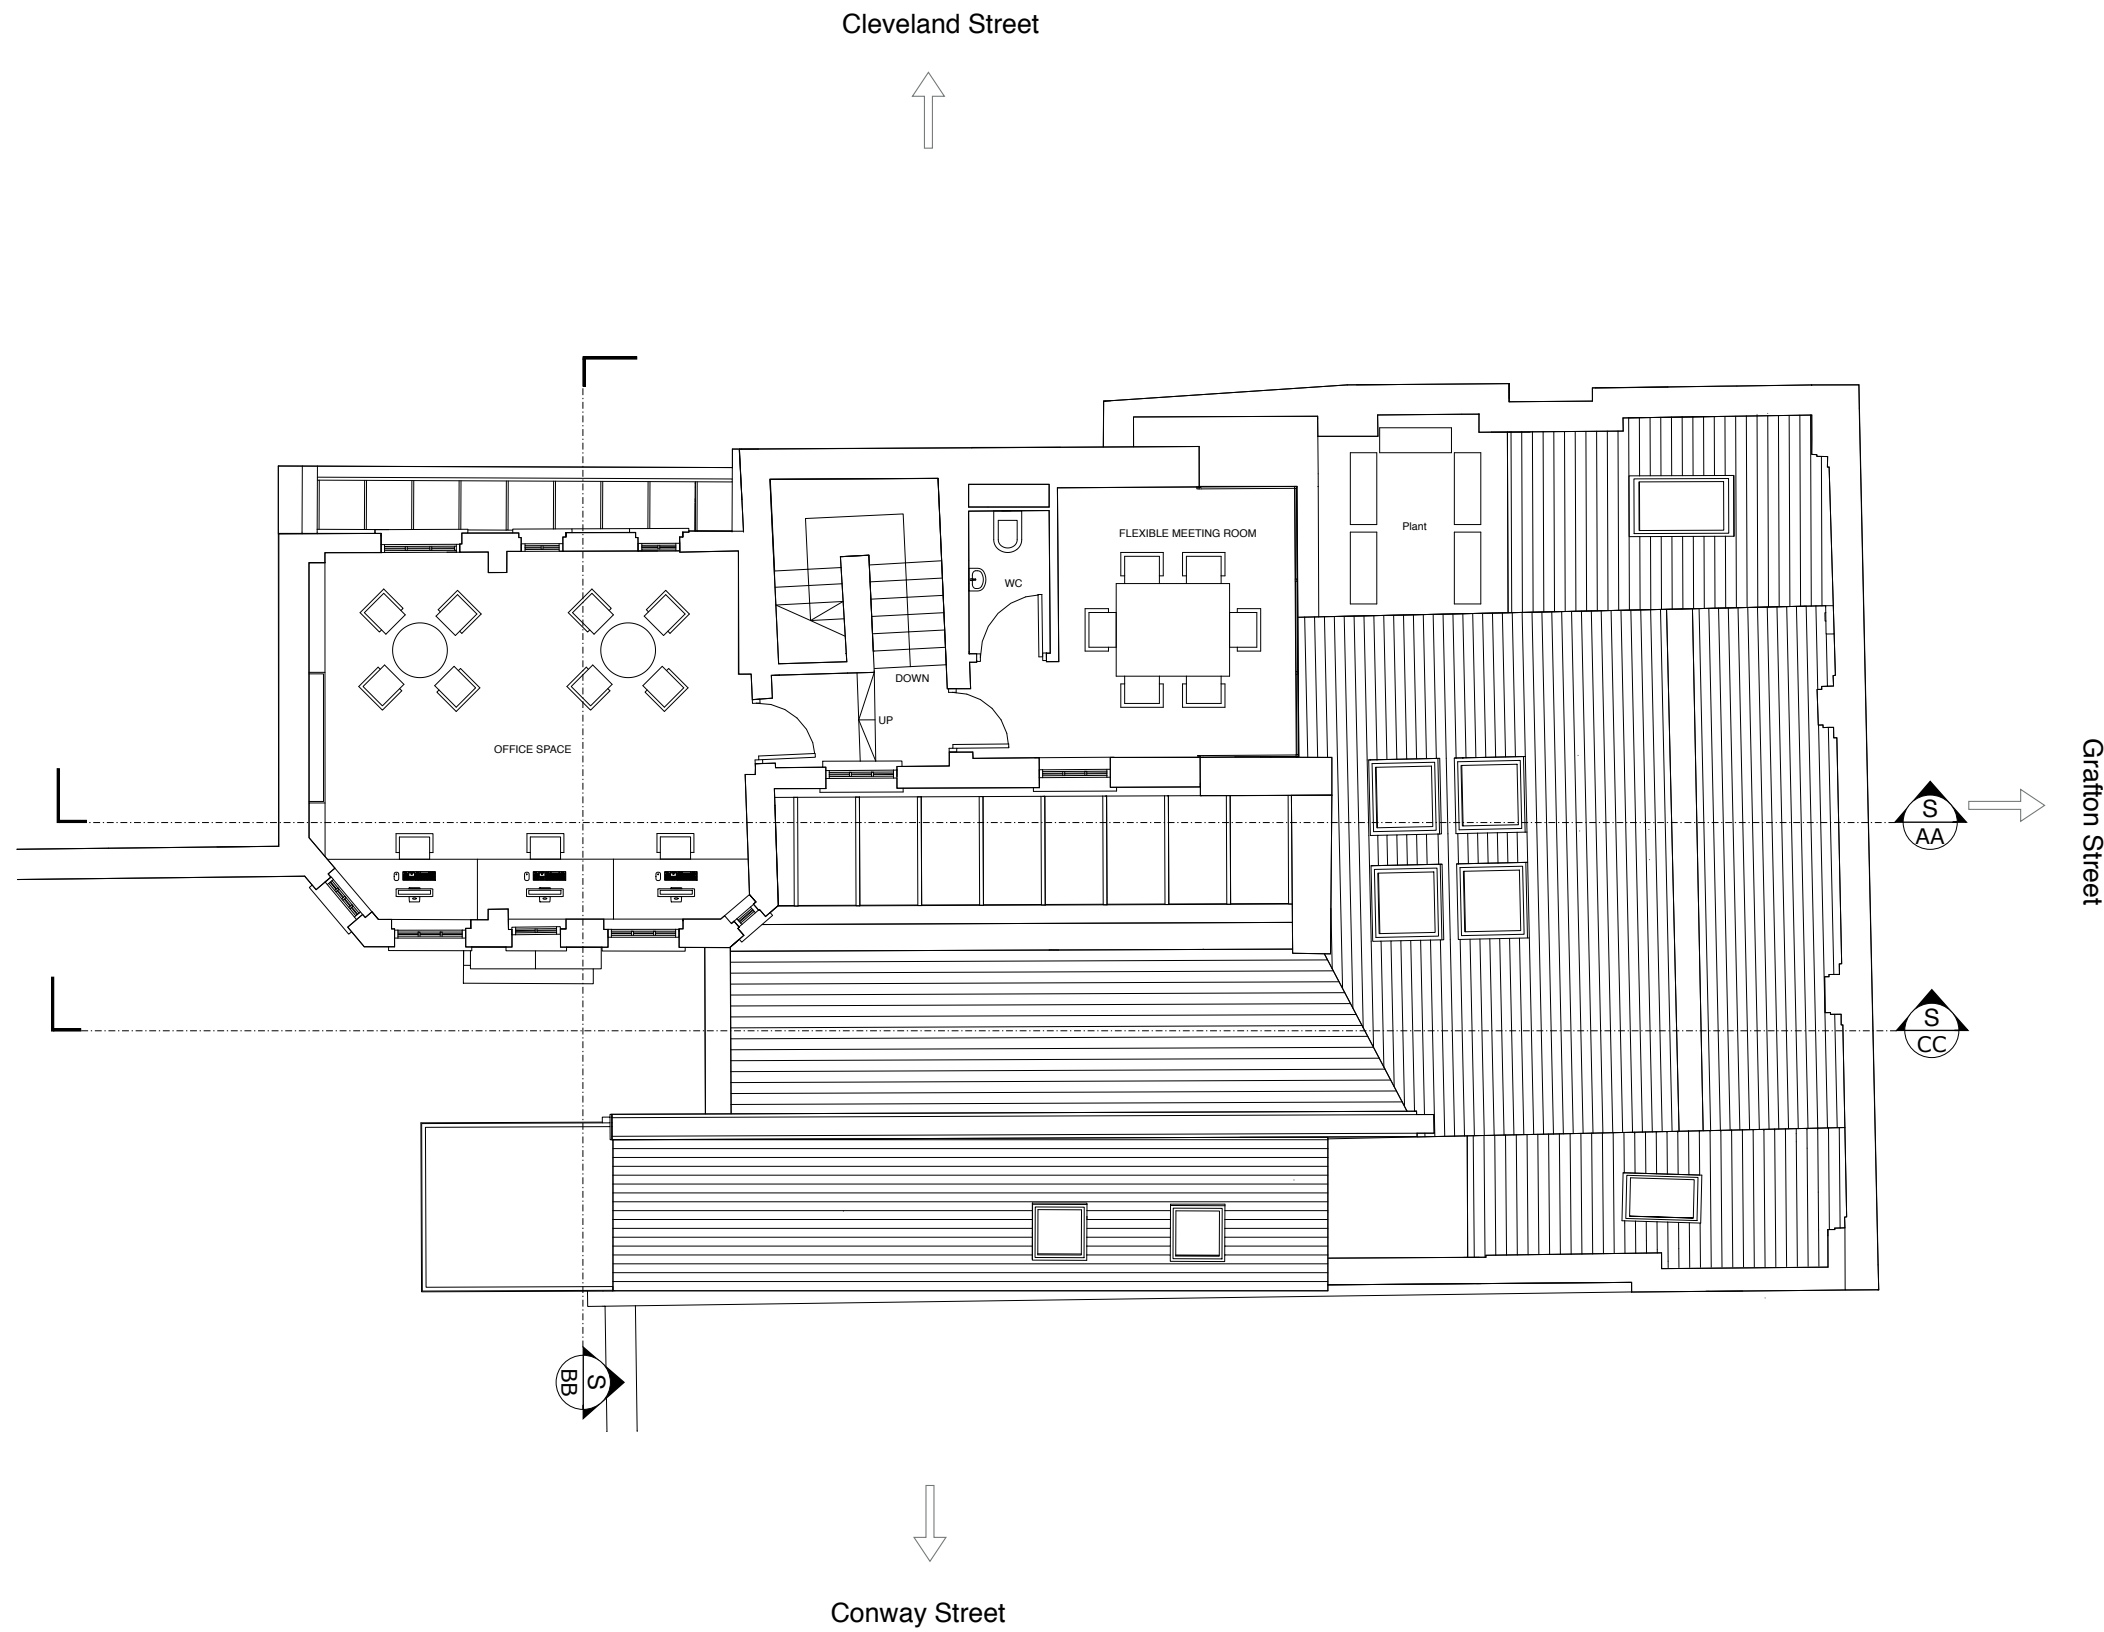 Cleveland Street
FLEXIBLE MEETING ROOM
Plant
WC
DOWN
UP
OFFICE SPACE
Grafton Street
S
AA
S
CC
S
BB
Conway Street